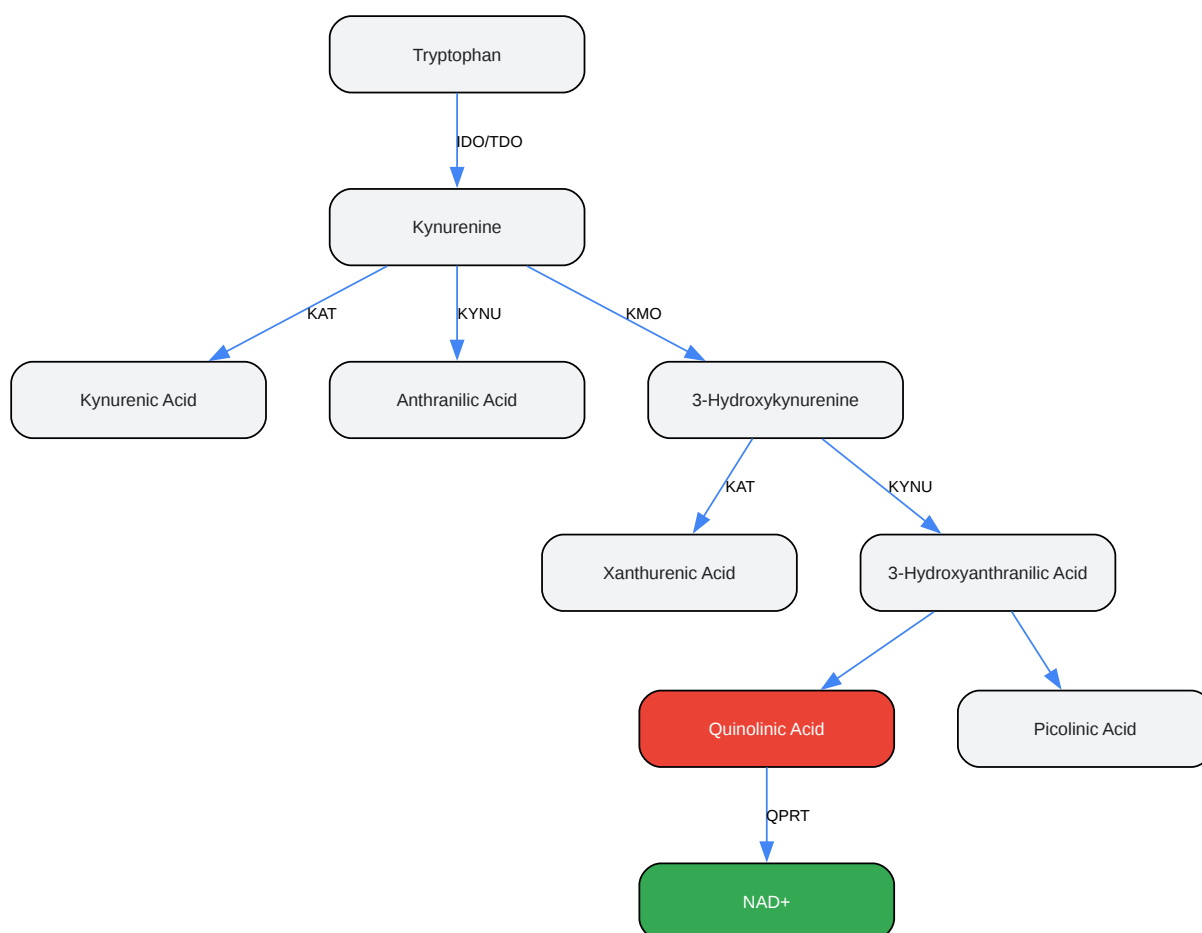 Tryptophan
IDO/TDO
Kynurenine
KAT
KYNU
KMO
Kynurenic Acid
Anthranilic Acid
3-Hydroxykynurenine
KAT
KYNU
Xanthurenic Acid
3-Hydroxyanthranilic Acid
Quinolinic Acid
Picolinic Acid
QPRT
NAD+